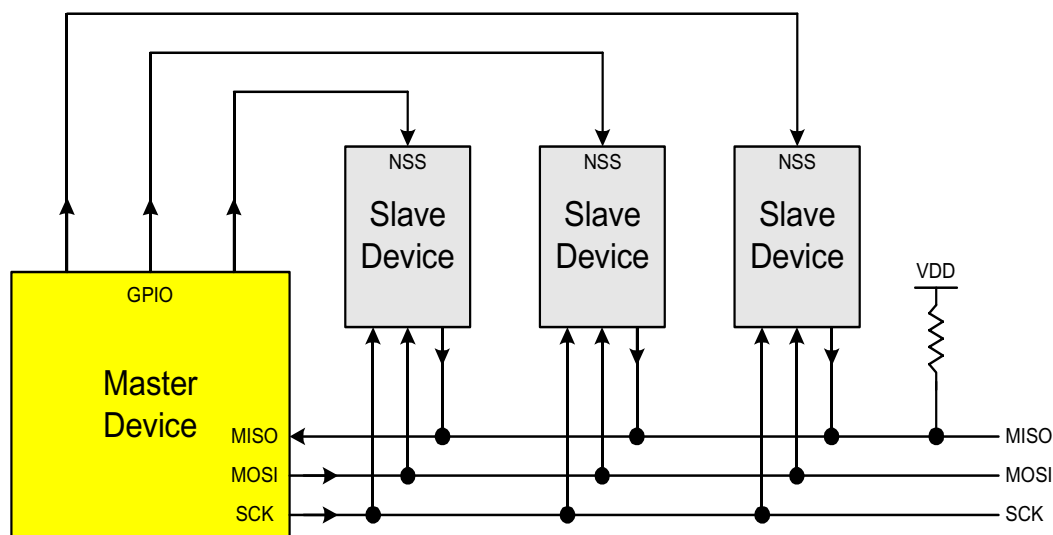 NSS
Slave
Device
NSS
Slave
Device
NSS
Slave
Device
VDD
GPIO
Master
Device
MISO
MOSI
SCK
MISO
MOSI
SCK